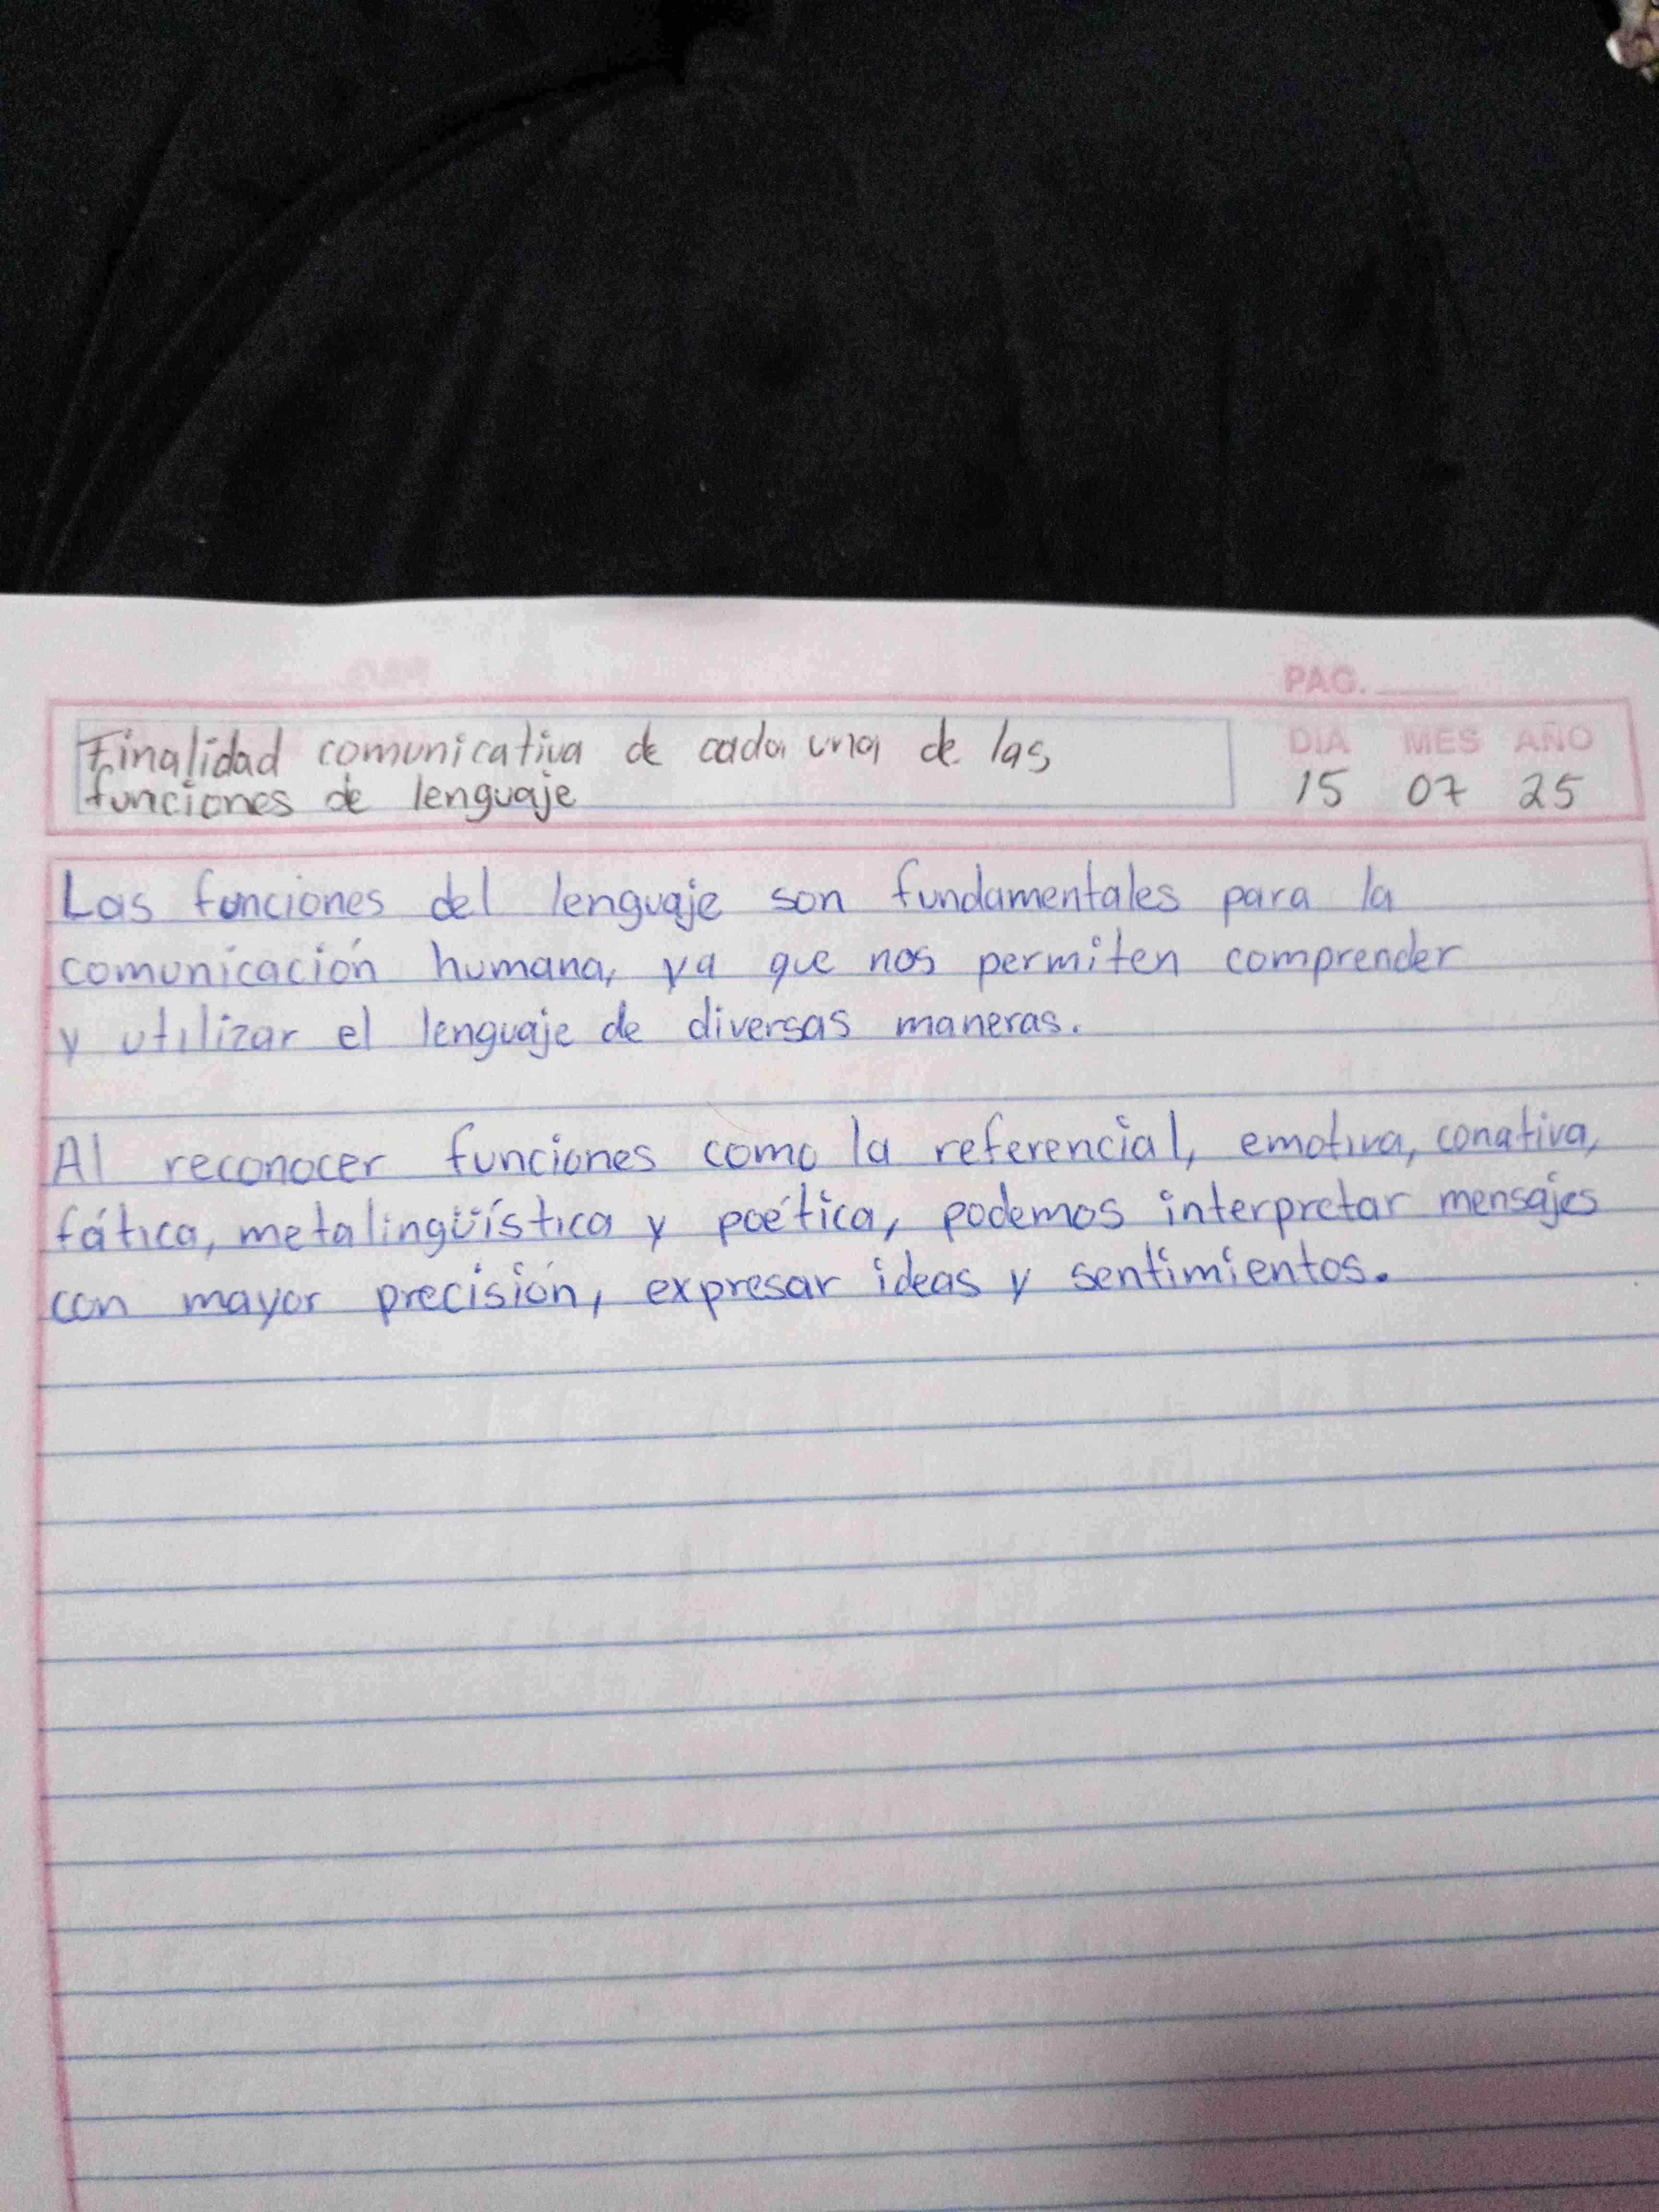 PAG.
Finalidad comunicativa de cada una de las
funciones de lenguaje
DIA MES AÑO
15 07 25
Las funciones del lenguaje son fundamentales para la
comunicación humana, ya que nos permiten comprender
y utilizar el lenguaje de diversas maneras.
Al reconocer funciones como la referencial, emotiva, conativa,
fática, metalingüística y poética, podemos interpretar mensajes
con mayor precisión, expresar ideas y sentimientos.